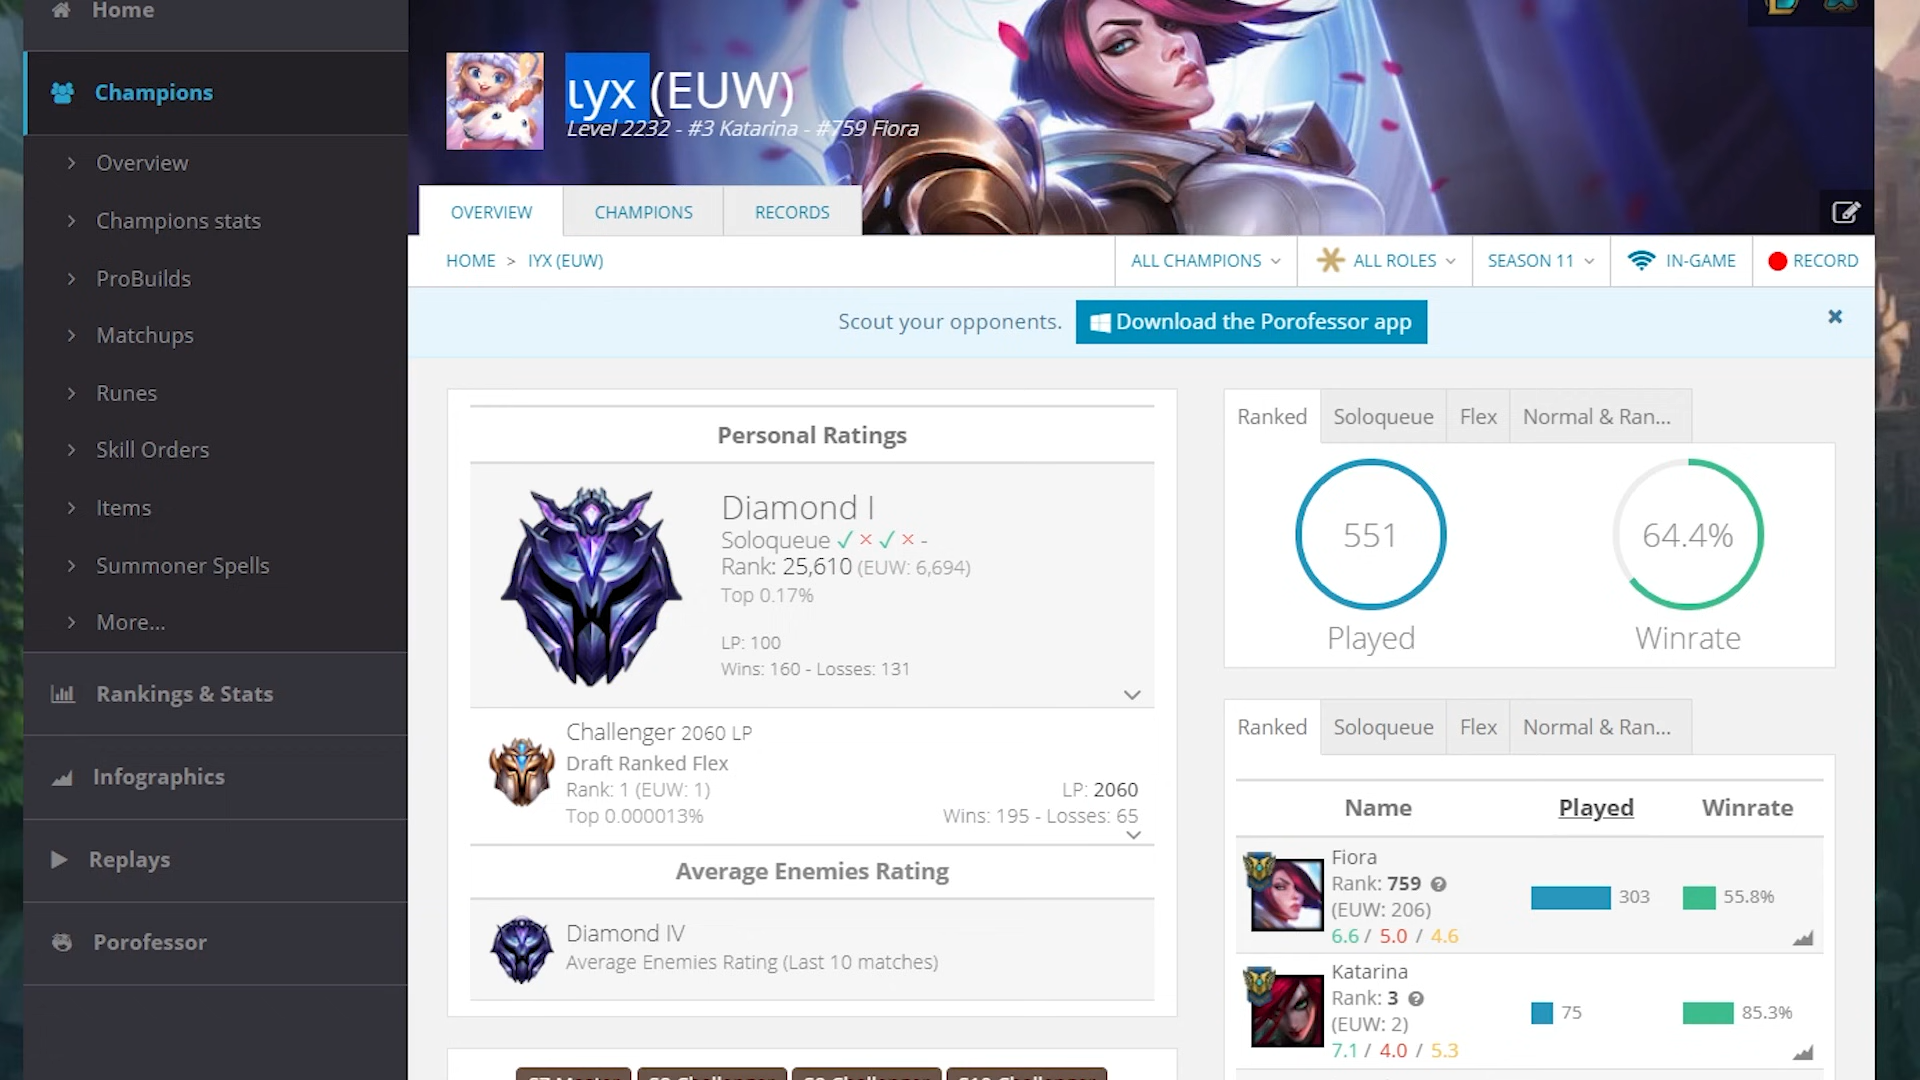 Home
Champions
Overview
Champions stats
ProBuilds
Matchups
Runes
Skill Orders
Items
Summoner Spells
More...
Rankings & Stats
Infographics
Replays
Porofessor
ɩyx (EUW)
Level 2232 - #3 Katarina - #759 Fiora
OVERVIEW CHAMPIONS RECORDS
HOME > IYX (EUW)
ALL CHAMPIONS ALL ROLES SEASON 11 IN-GAME RECORD
Scout your opponents. Download the Porofessor app
Personal Ratings
Diamond I
Soloqueue ✓ × ✓ × -
Rank: 25,610 (EUW: 6,694)
Top 0.17%
LP: 100
Wins: 160 - Losses: 131
Challenger 2060 LP
Draft Ranked Flex
Rank: 1 (EUW: 1) LP: 2060
Top 0.000013% Wins: 195 - Losses: 65
Average Enemies Rating
Diamond IV
Average Enemies Rating (Last 10 matches)
Ranked Soloqueue Flex Normal & Ran...
551 64.4%
Played Winrate
Ranked Soloqueue Flex Normal & Ran...
Name Played Winrate
Fiora
Rank: 759
(EUW: 206)
6.6 / 5.0 / 4.6
303 55.8%
Katarina
Rank: 3
(EUW: 2)
7.1 / 4.0 / 5.3
75 85.3%